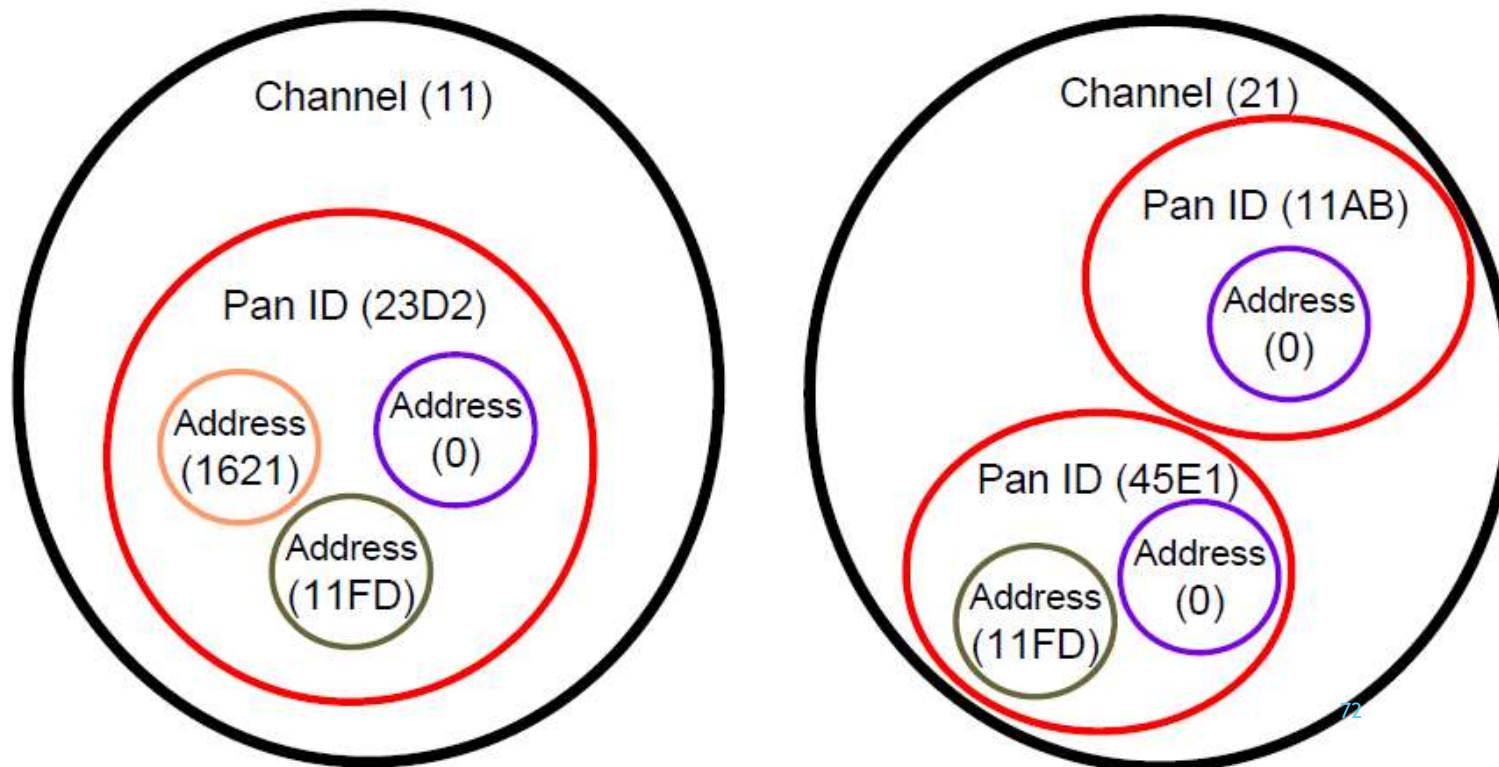 Channel (11)
Pan ID (23D2)
Address
(1621)
Address
(0)
Address
(11FD)
Channel (21)
Pan ID (11AB)
Address
(0)
Pan ID (45E1)
Address
(11FD)
Address
(0)
72